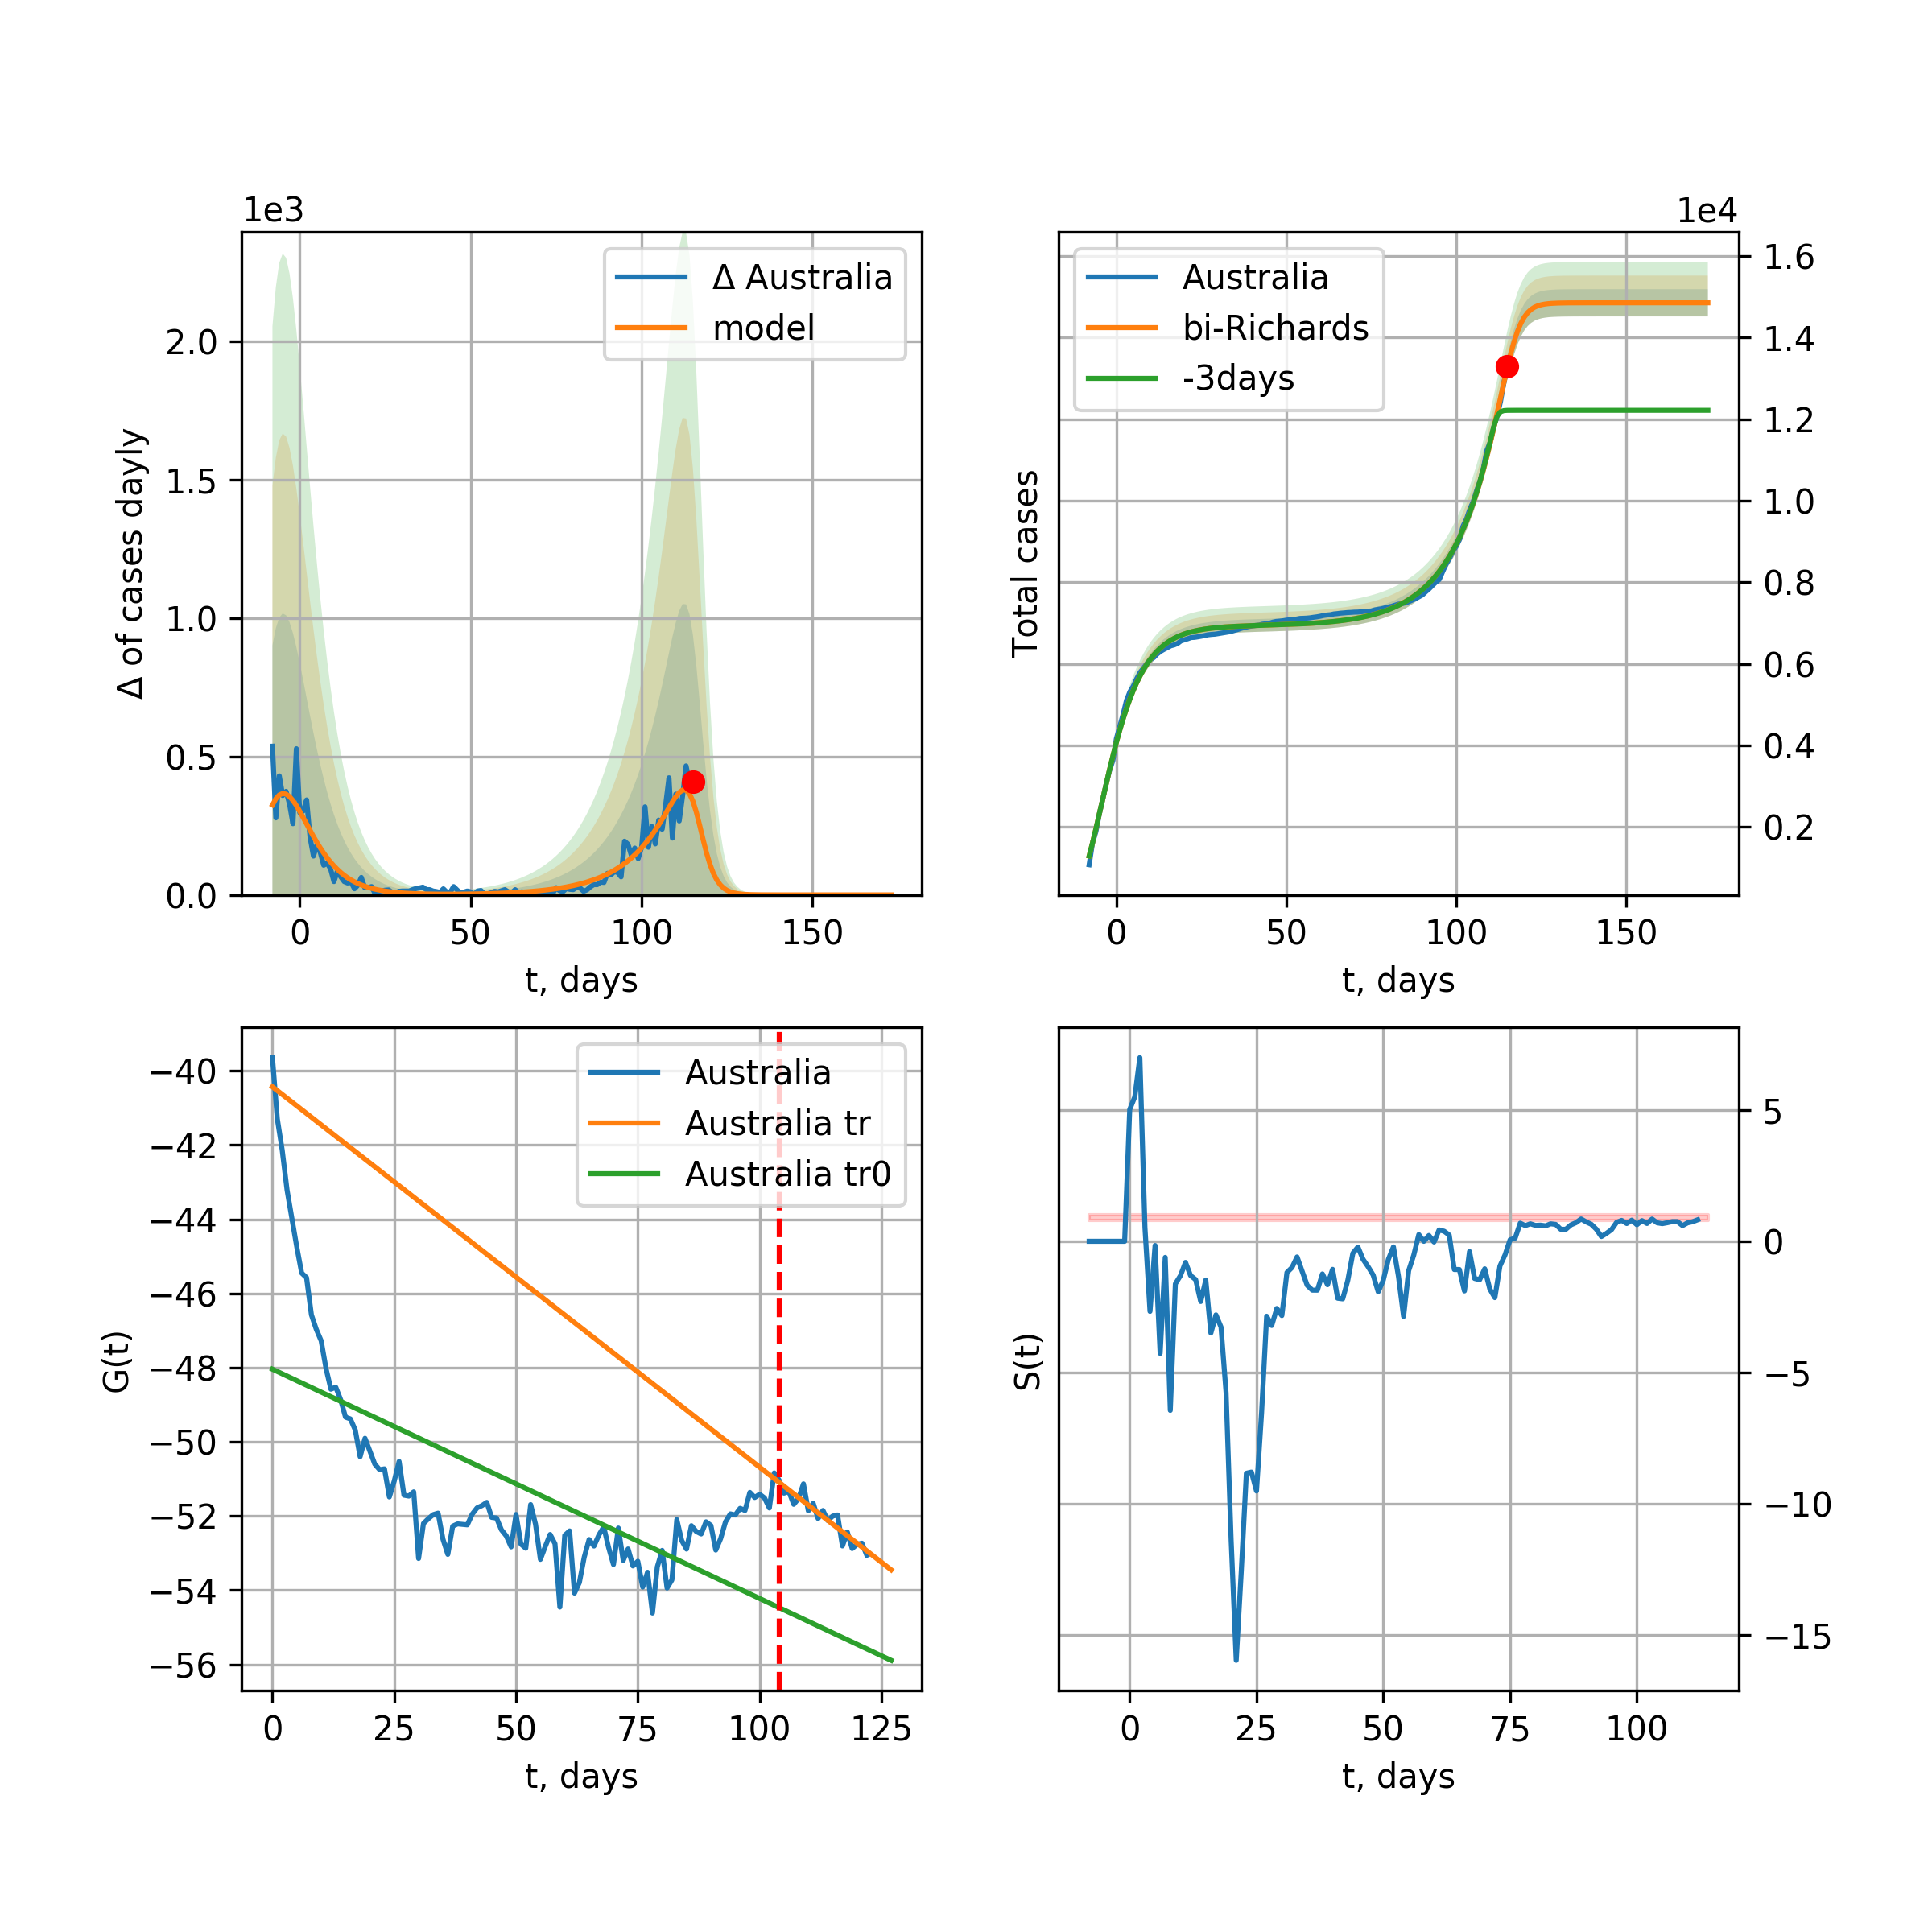 1e3
Δ Australia
model
2.0
1.5
1.0
0.5
0.0
Δ of cases dayly
0 50 100 150
t, days
1e4
Australia
bi-Richards
-3days
1.6
1.4
1.2
1.0
0.8
0.6
0.4
0.2
Total cases
0 50 100 150
t, days
Australia
Australia tr
Australia tr0
−40
−42
−44
−46
−48
−50
−52
−54
−56
G(t)
0 25 50 75 100 125
t, days
5
0
−5
−10
−15
S(t)
0 25 50 75 100
t, days